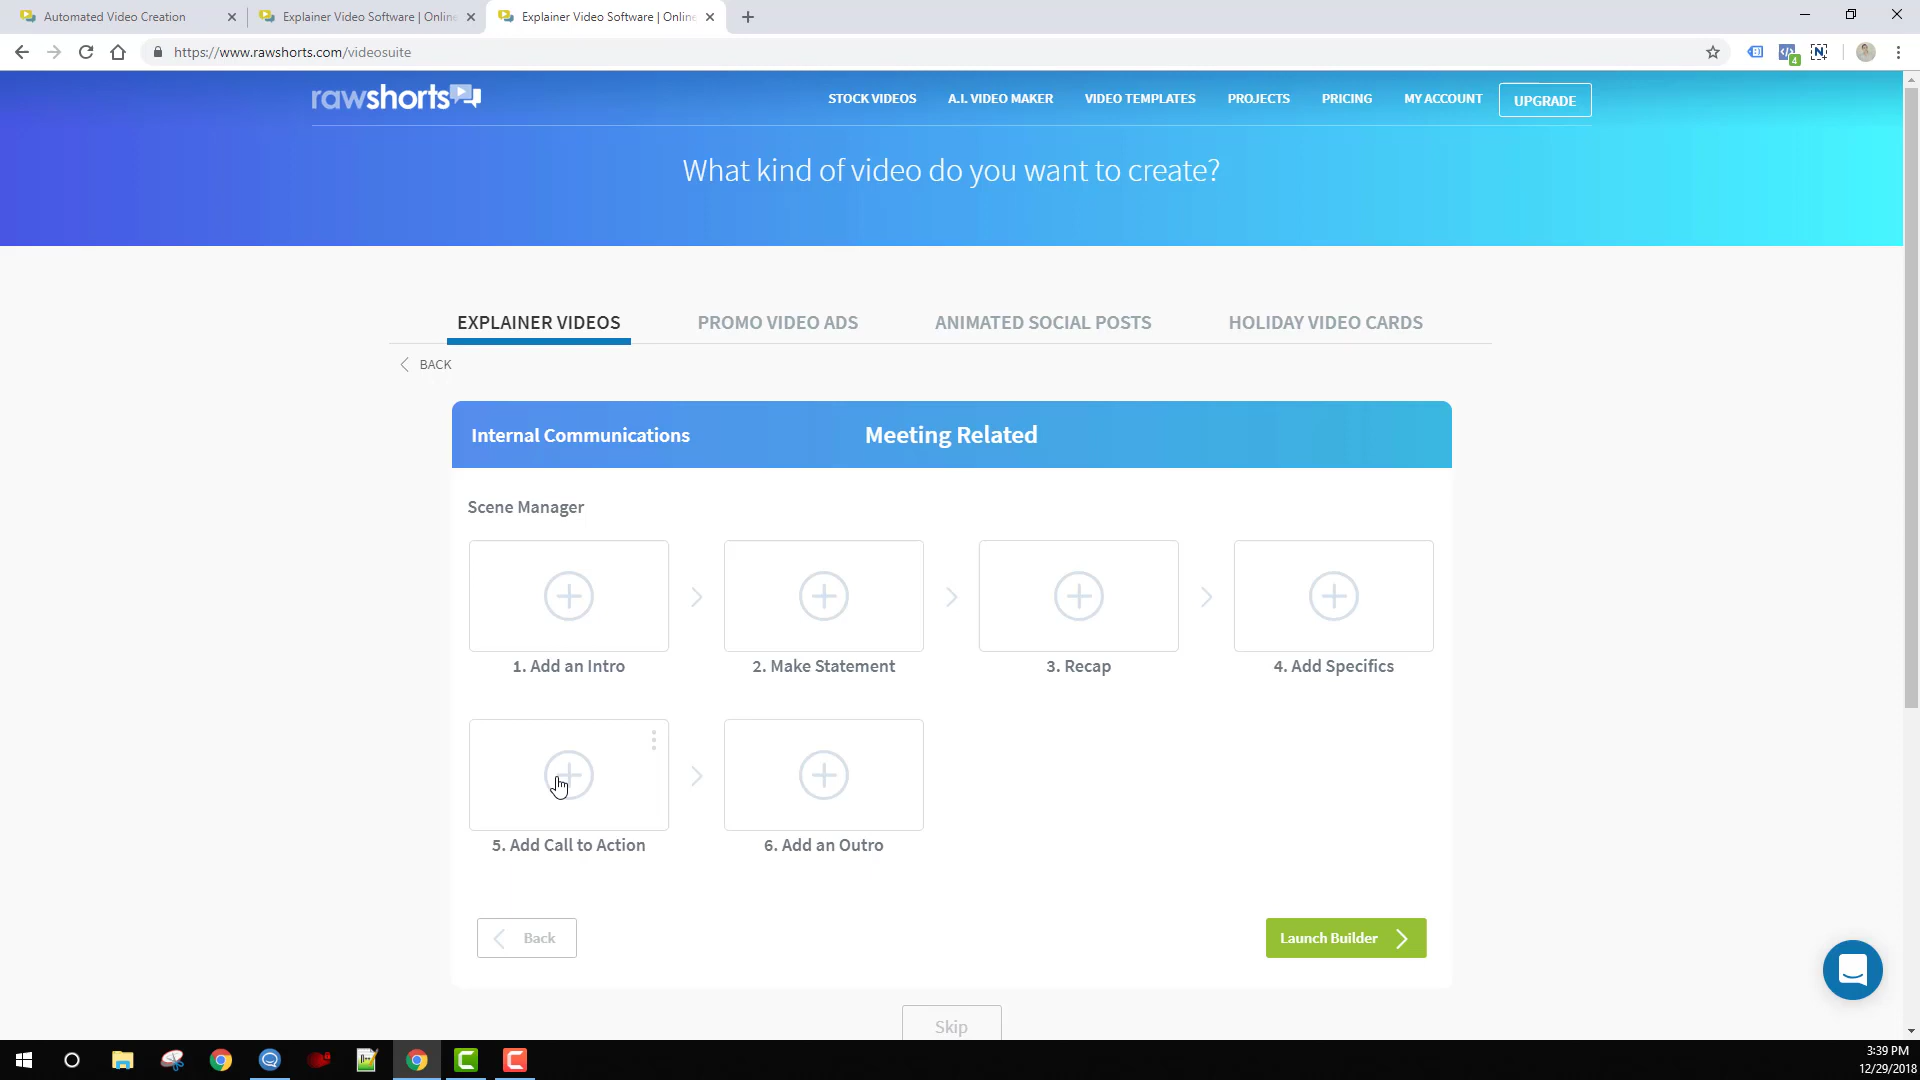 Automated Video Creation
Explainer Video Software | Onlin
Explainer Video Software | Onlin
https://www.rawshorts.com/videosuite
4
N
rawshorts
STOCK VIDEOS
A.I. VIDEO MAKER
VIDEO TEMPLATES
PROJECTS
PRICING
MY ACCOUNT
UPGRADE
What kind of video do you want to create?
EXPLAINER VIDEOS
PROMO VIDEO ADS
ANIMATED SOCIAL POSTS
HOLIDAY VIDEO CARDS
BACK
Internal Communications
Meeting Related
Scene Manager
1. Add an Intro
2. Make Statement
3. Recap
4. Add Specifics
5. Add Call to Action
6. Add an Outro
Back
Launch Builder
Skip
3:39 PM
12/29/2018